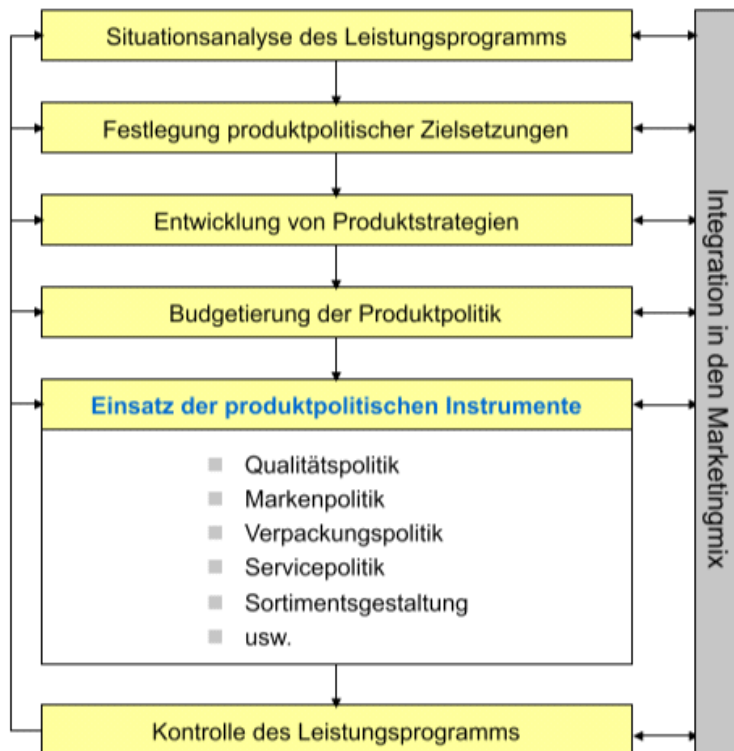 Situationsanalyse des Leistungsprogramms
Festlegung produktpolitischer Zielsetzungen
Entwicklung von Produktstrategien
Budgetierung der Produktpolitik
Einsatz der produktpolitischen Instrumente
Qualitätspolitik
Markenpolitik
Verpackungspolitik
Servicepolitik
Sortimentsgestaltung
usw.
Kontrolle des Leistungsprogramms
Integration in den Marketingmix